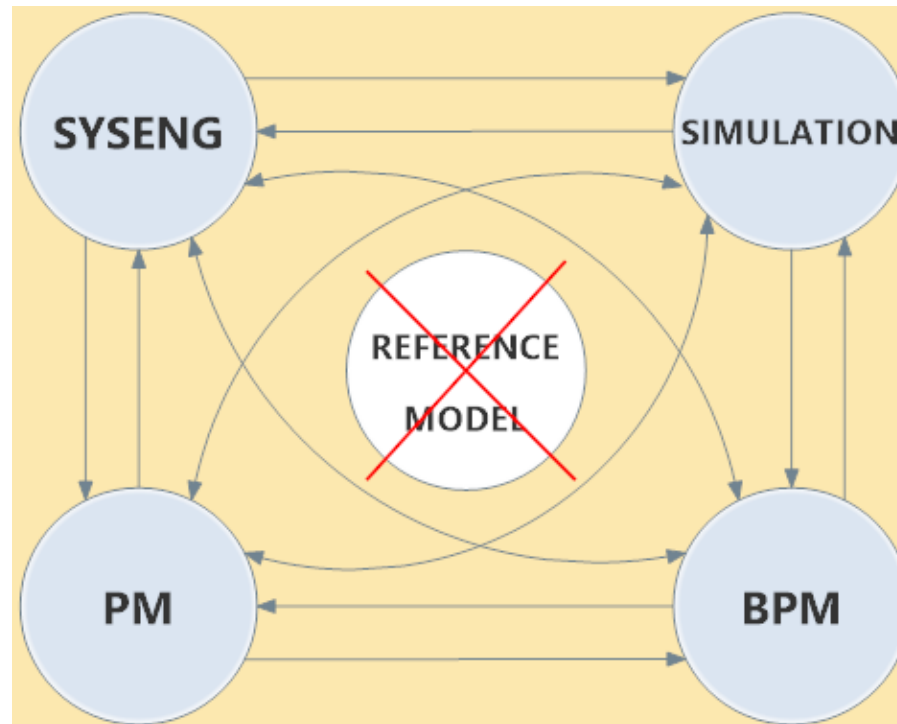 SYSENG
SIMULATION
REFERENCE
MODEL
PM
BPM